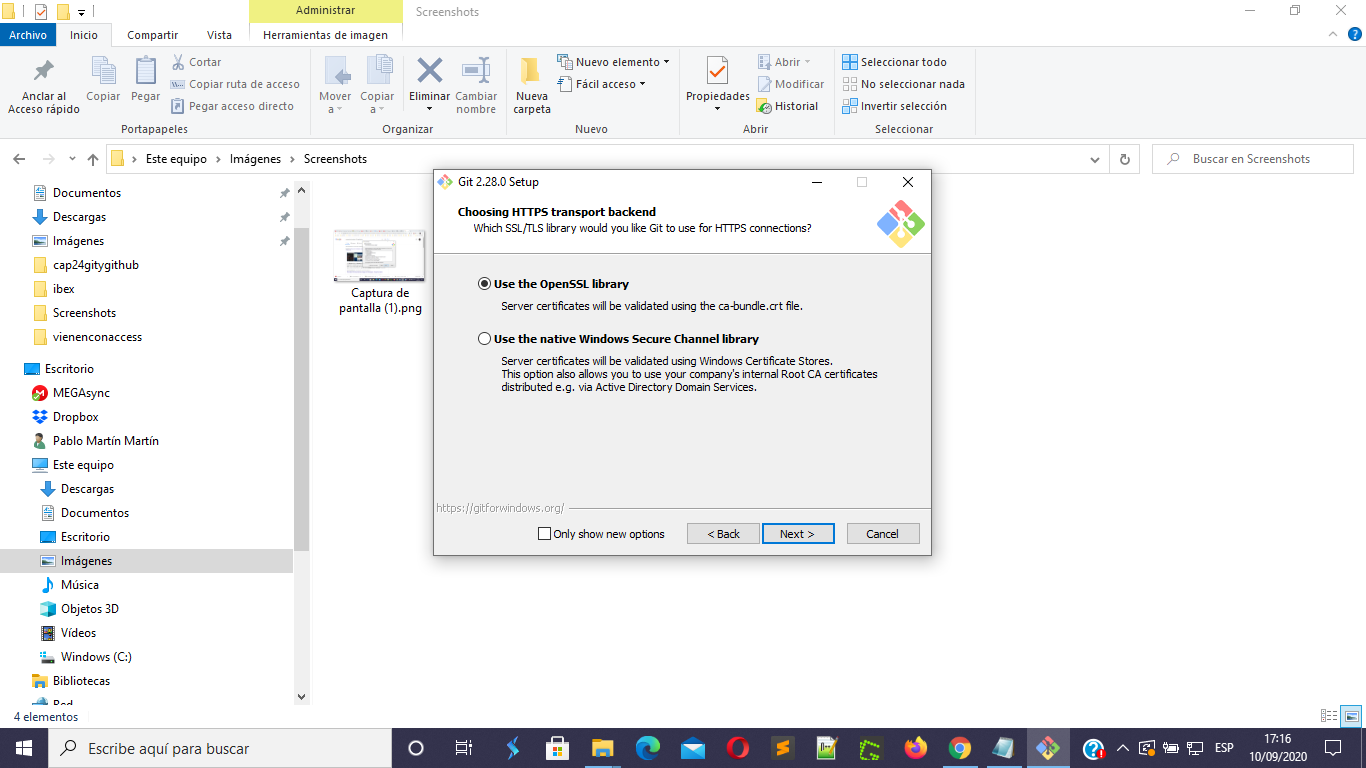 Administrar
Screenshots
Archivo
Inicio
Compartir
Vista
Herramientas de imagen
Anclar al
Acceso rápido
Copiar
Pegar
Cortar
Copiar ruta de acceso
Pegar acceso directo
Portapapeles
Mover
a
Copiar
a
Eliminar
Cambiar
nombre
Organizar
Nueva
carpeta
Nuevo elemento
Fácil acceso
Nuevo
Propiedades
Abrir
Modificar
Historial
Abrir
Seleccionar todo
No seleccionar nada
Invertir selección
Seleccionar
Este equipo > Imágenes > Screenshots
Buscar en Screenshots
Documentos
Descargas
Imágenes
cap24gitygithub
ibex
Screenshots
vienenconaccess
Escritorio
MEGAsync
Dropbox
Pablo Martín Martín
Este equipo
Descargas
Documentos
Escritorio
Imágenes
Música
Objetos 3D
Vídeos
Windows (C:)
Bibliotecas
Red
4 elementos
Captura de
pantalla (1).png
Git 2.28.0 Setup
Choosing HTTPS transport backend
Which SSL/TLS library would you like Git to use for HTTPS connections?
Use the OpenSSL library
Server certificates will be validated using the ca-bundle.crt file.
Use the native Windows Secure Channel library
Server certificates will be validated using Windows Certificate Stores.
This option also allows you to use your company's internal Root CA certificates
distributed e.g. via Active Directory Domain Services.
https://gitforwindows.org/
Only show new options
< Back
Next >
Cancel
Escribe aquí para buscar
ESP
17:16
10/09/2020